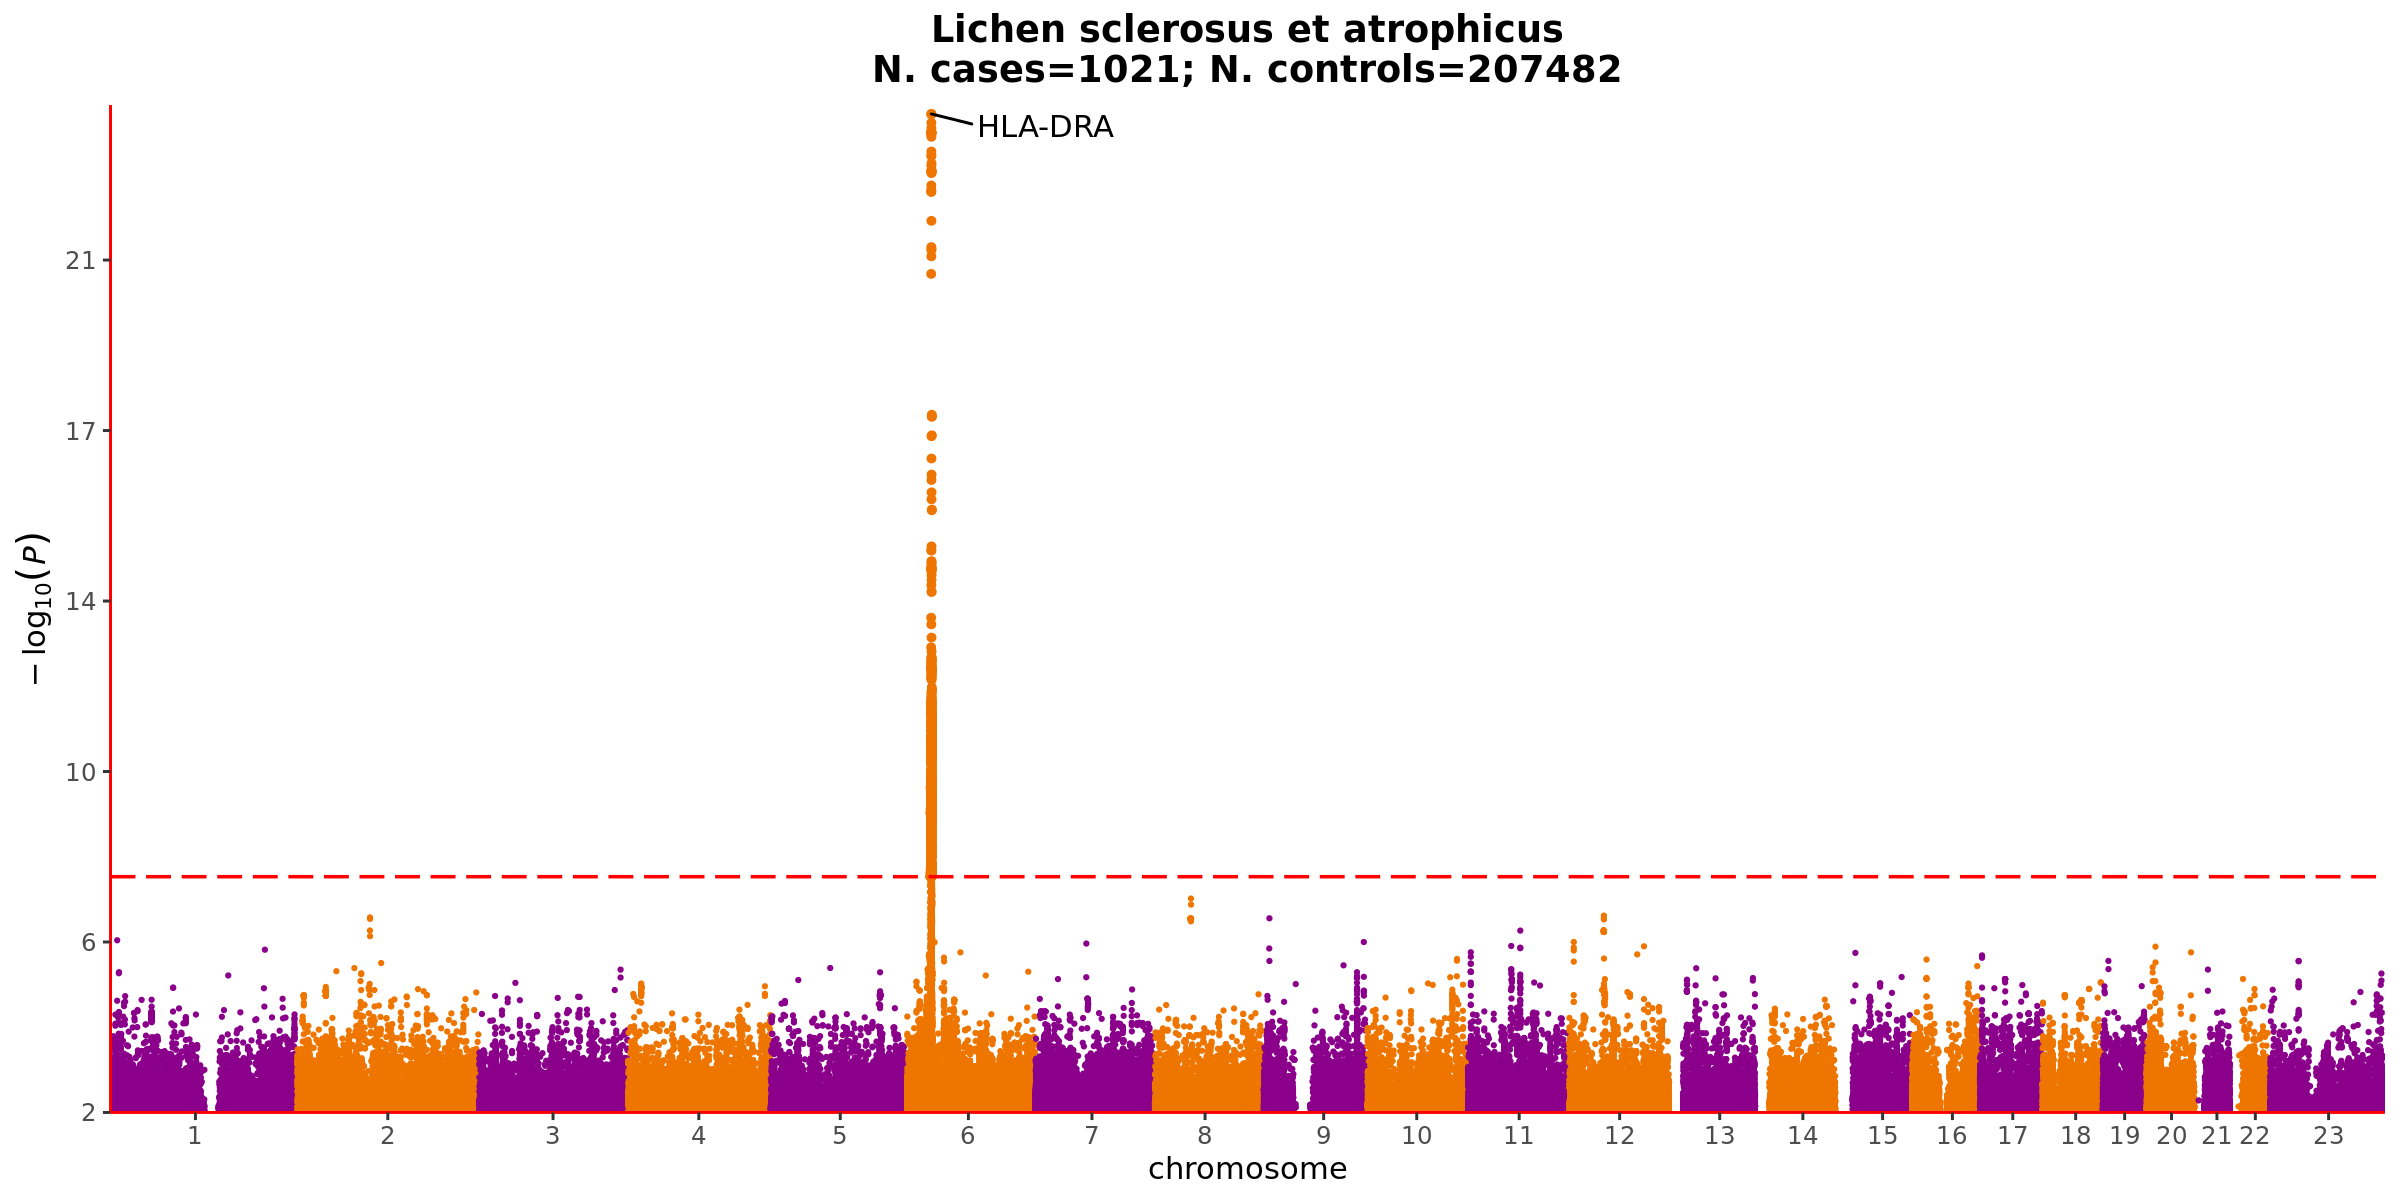 Lichen sclerosus et atrophicus
N. cases=1021; N. controls=207482
HLA-DRA
21
17
14
10
6
2
−log10(P)
1 2 3 4 5 6 7 8 9 10 11 12 13 14 15 16 17 18 19 20 21 22 23
chromosome